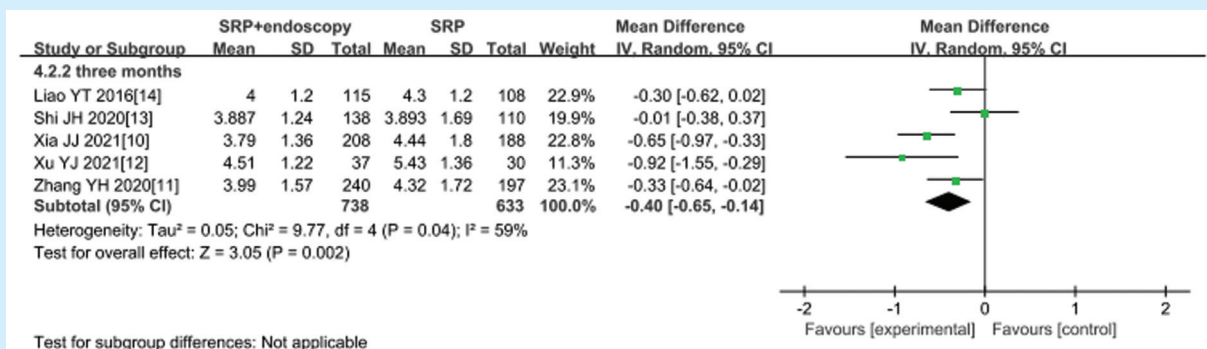 SRP+endoscopy SRP Mean Difference Mean Difference
Study or Subgroup Mean SD Total Mean SD Total Weight IV, Random, 95% CI IV, Random, 95% CI
4.2.2 three months
Liao YT 2016[14] 4 1.2 115 4.3 1.2 108 22.9% -0.30 [-0.62, 0.02]
Shi JH 2020[13] 3.887 1.24 138 3.893 1.69 110 19.9% -0.01 [-0.38, 0.37]
Xia JJ 2021[10] 3.79 1.36 208 4.44 1.8 188 22.8% -0.65 [-0.97, -0.33]
Xu YJ 2021[12] 4.51 1.22 37 5.43 1.36 30 11.3% -0.92 [-1.55, -0.29]
Zhang YH 2020[11] 3.99 1.57 240 4.32 1.72 197 23.1% -0.33 [-0.64, -0.02]
Subtotal (95% CI) 738 633 100.0% -0.40 [-0.65, -0.14]
Heterogeneity: Tau² = 0.05; Chi² = 9.77, df = 4 (P = 0.04); I² = 59%
Test for overall effect: Z = 3.05 (P = 0.002)
-2 -1 0 1 2
Favours [experimental] Favours [control]
Test for subgroup differences: Not applicable